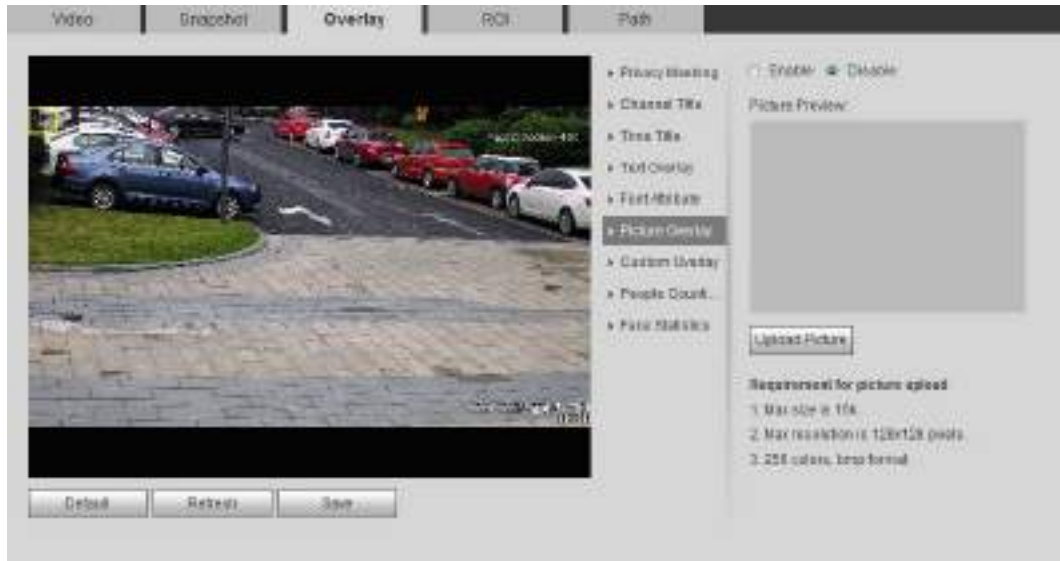 Video
Snapshot
Overlay
ROI
Path
Privacy Masking
Channel Title
Time Title
Text Overlay
Font Attribute
Picture Overlay
Custom Overlay
People Count...
Face Statistics
Enable Disable
Picture Preview:
Upload Picture
Requirement for picture upload
1. Max size is 16k
2. Max resolution is 128*128 pixels
3. 256 colors, bmp format
Default
Refresh
Save